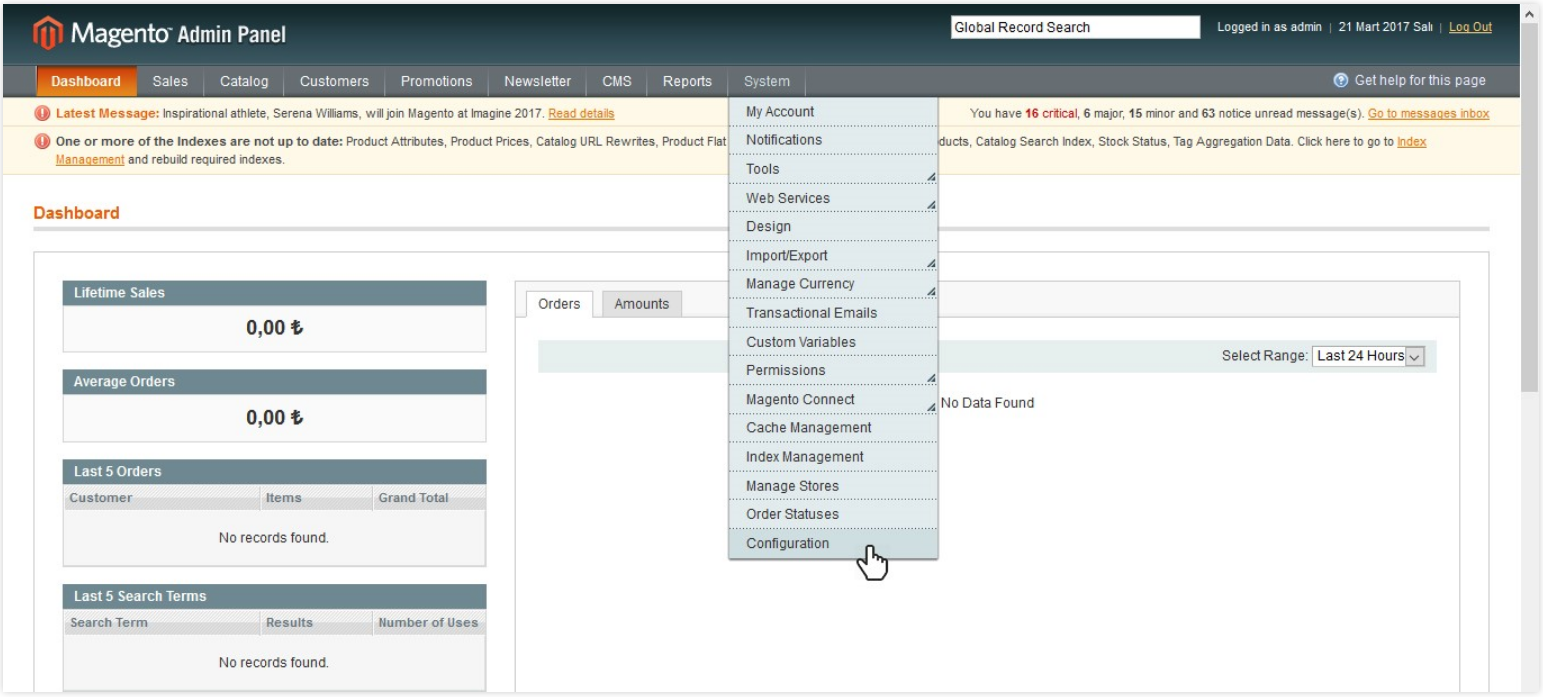 Magento Admin Panel
Global Record Search
Logged in as admin | 21 Mart 2017 Salı | Log Out
Dashboard Sales Catalog Customers Promotions Newsletter CMS Reports System
Get help for this page
Latest Message: Inspirational athlete, Serena Williams, will join Magento at Imagine 2017. Read details
You have 16 critical, 6 major, 15 minor and 63 notice unread message(s). Go to messages inbox
One or more of the Indexes are not up to date: Product Attributes, Product Prices, Catalog URL Rewrites, Product Flat
ducts, Catalog Search Index, Stock Status, Tag Aggregation Data. Click here to go to Index
Management and rebuild required indexes.
My Account
Notifications
Tools
Web Services
Design
Import/Export
Manage Currency
Transactional Emails
Custom Variables
Permissions
Magento Connect
Cache Management
Index Management
Manage Stores
Order Statuses
Configuration
Dashboard
Lifetime Sales
0,00 ₺
Average Orders
0,00 ₺
Last 5 Orders
Customer Items Grand Total
No records found.
Last 5 Search Terms
Search Term Results Number of Uses
No records found.
Orders Amounts
Select Range: Last 24 Hours
No Data Found